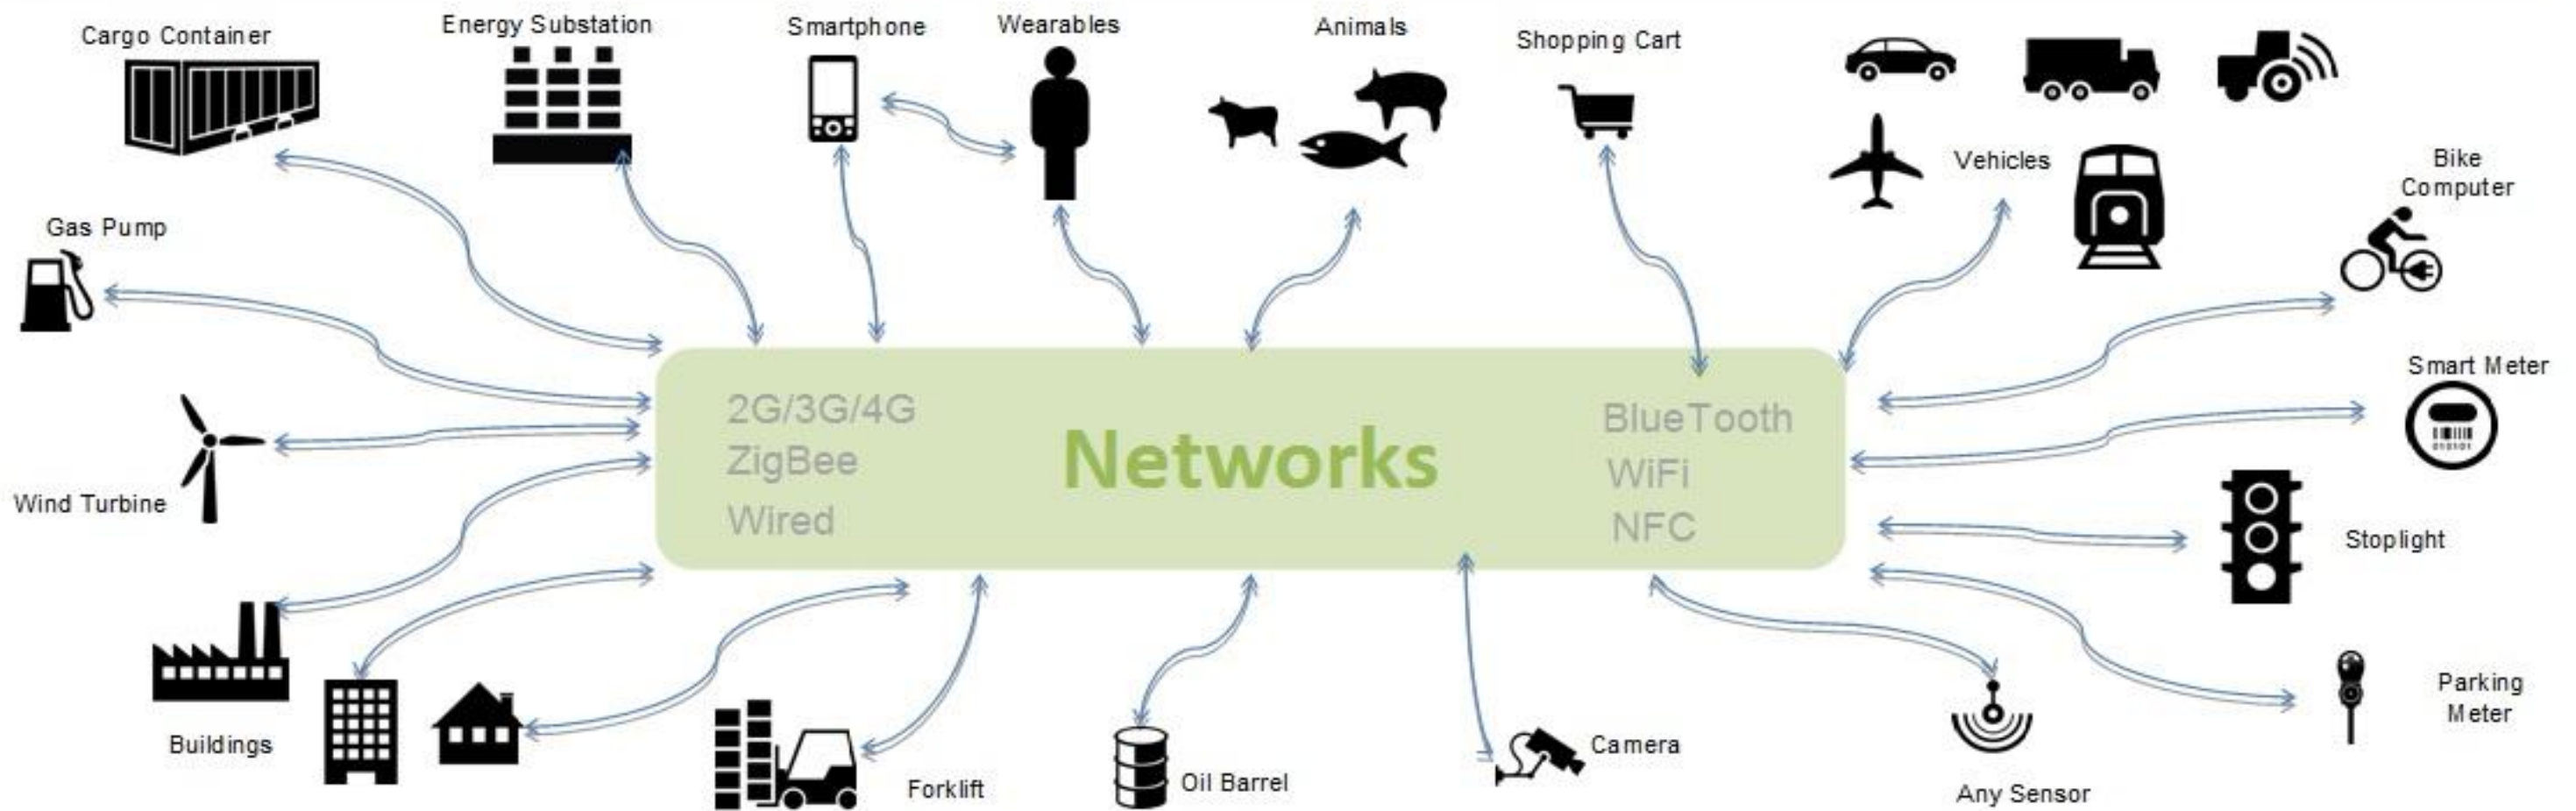 Cargo Container
Energy Substation
Smartphone
Wearables
Animals
Shopping Cart
Vehicles
Bike
Computer
Gas Pump
Smart Meter
2G/3G/4G
ZigBee
Wired
Networks
BlueTooth
WiFi
NFC
Wind Turbine
Stoplight
Buildings
Forklift
Oil Barrel
Camera
Any Sensor
Parking
Meter